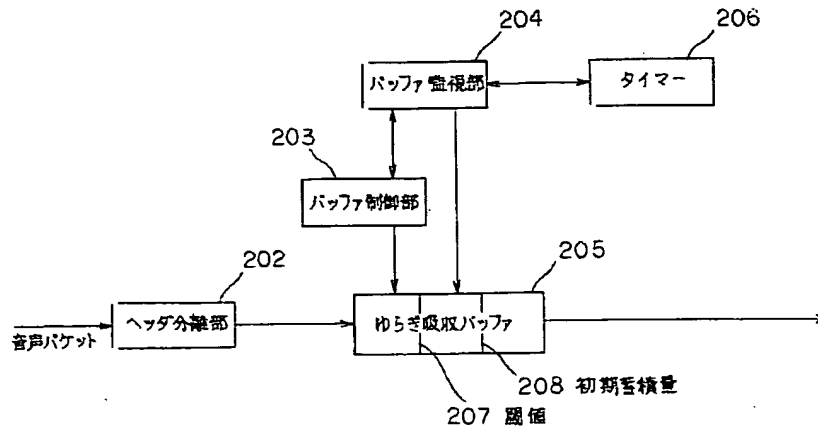 204
206
バッファ監視部
タイマー
203
バッファ制御部
202
205
ヘッダ分離部
ゆらぎ吸収バッファ
音声パケット
208 初期蓄積量
207 閾値